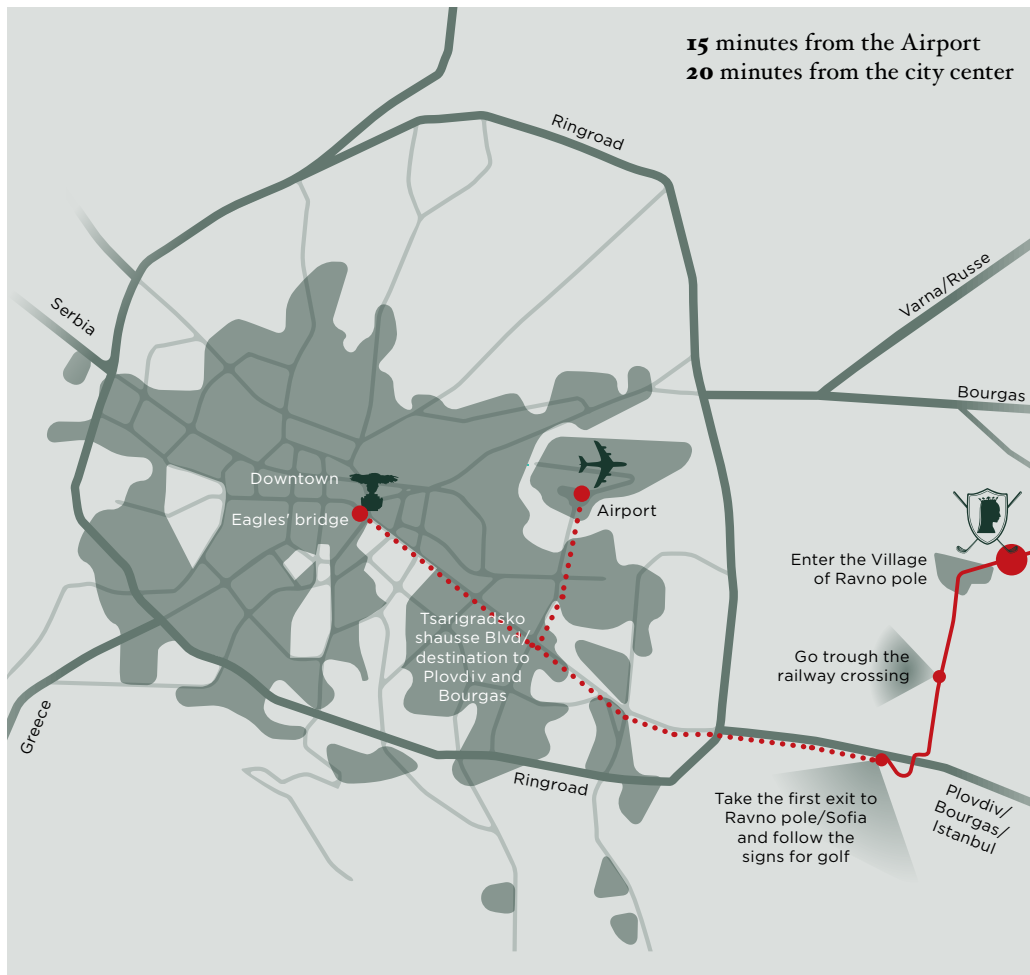 15 minutes from the Airport
20 minutes from the city center
Ringroad
Varna/Russe
Serbia
Bourgas
Downtown
Eagles' bridge
Airport
Enter the Village
of Ravno pole
Tsarigradsko
shausse Blvd/
destination to
Plovdiv and
Bourgas
Go trough the
railway crossing
Greece
Ringroad
Take the first exit to
Ravno pole/Sofia
and follow the
signs for golf
Plovdiv/
Bourgas/
Istanbul